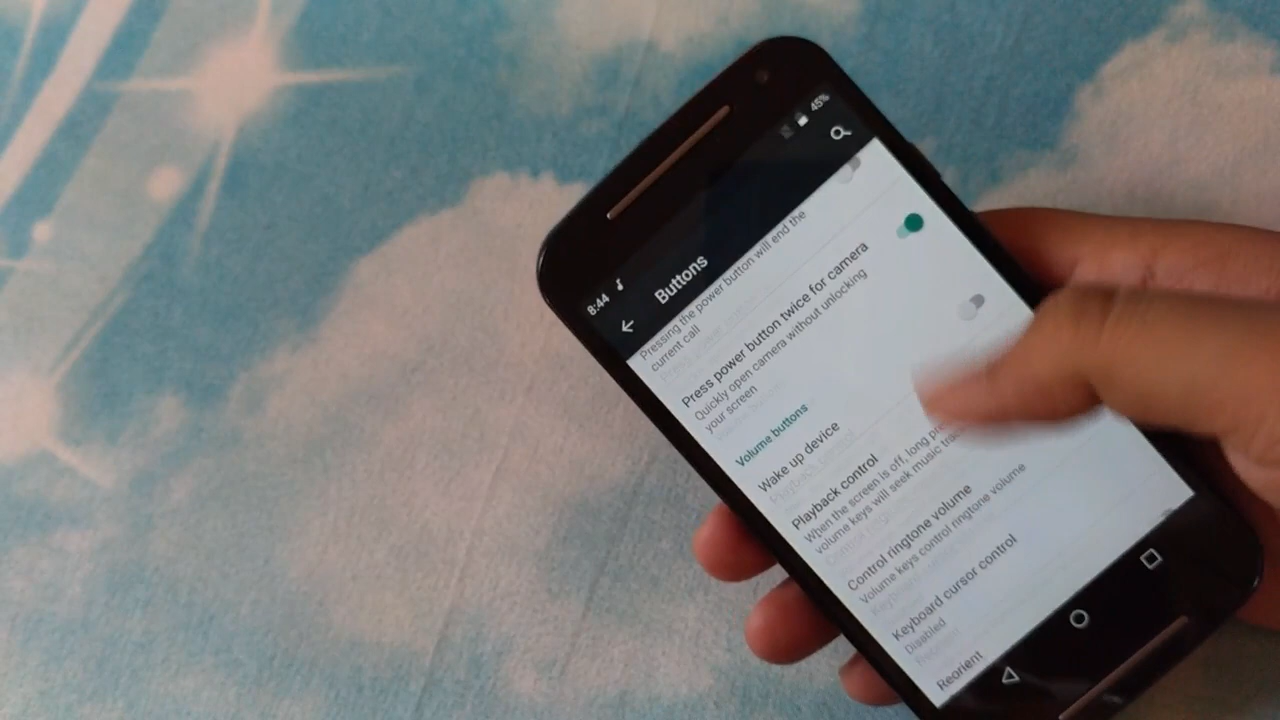 8:44
45%
Buttons
Pressing the power button will end the
current call
Press power button twice for camera
Quickly open camera without unlocking
your screen
Volume buttons
Wake up device
Playback control
When the screen is off, long
volume keys will seek music
Control ringtone volume
Volume keys control ringtone volume
Keyboard cursor control
Disabled
Reorient